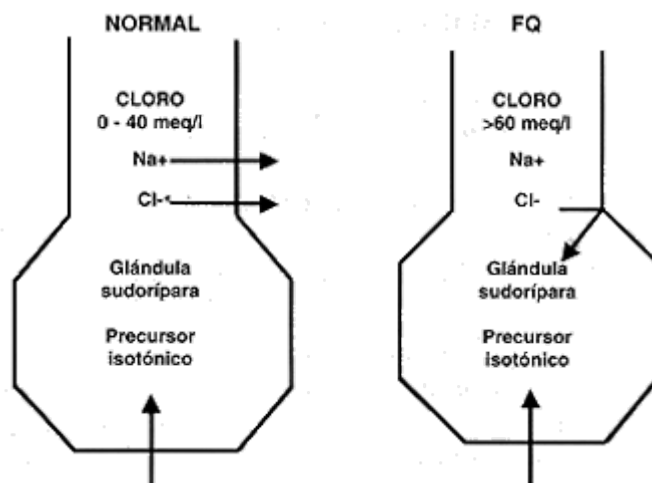 NORMAL
CLORO
0 - 40 meq/l
Na+
Cl-
Glándula
sudorípara
Precursor
isotónico
FQ
CLORO
>60 meq/l
Na+
Cl-
Glándula
sudorípara
Precursor
isotónico